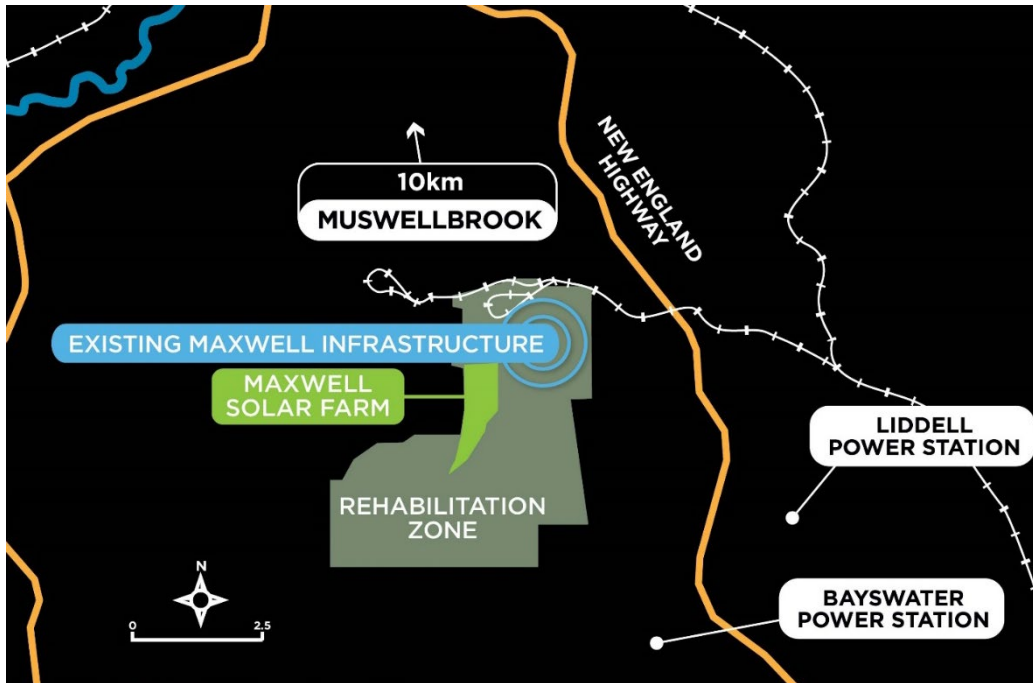 NEW ENGLAND
HIGHWAY
10km
MUSWELLBROOK
EXISTING MAXWELL INFRASTRUCTURE
MAXWELL
SOLAR FARM
LIDDELL
POWER STATION
REHABILITATION
ZONE
N
0 2.5
BAYSWATER
POWER STATION